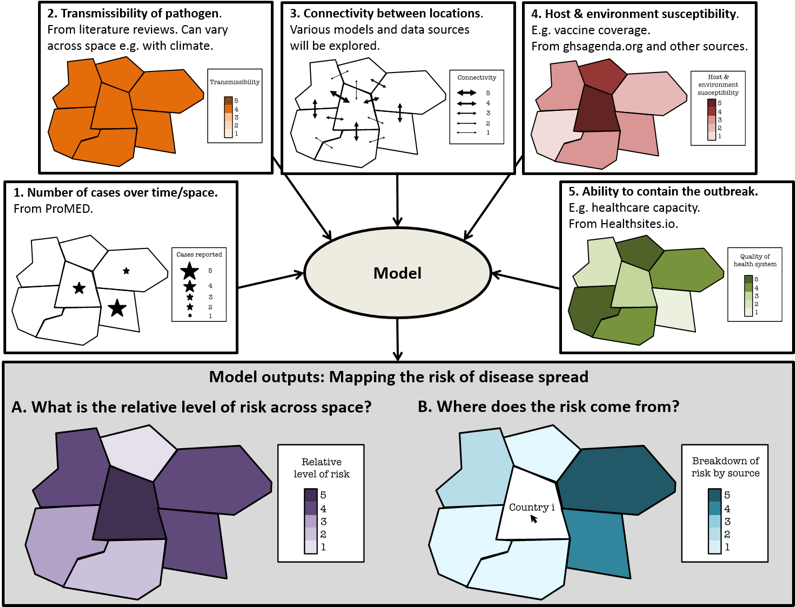 2. Transmissibility of pathogen.
From literature reviews. Can vary
across space e.g. with climate.
Transmissibility
5
4
3
2
1
3. Connectivity between locations.
Various models and data sources
will be explored.
Connectivity
5
4
3
2
1
4. Host & environment susceptibility.
E.g. vaccine coverage.
From ghsagenda.org and other sources.
Host &
environment
susceptibility
5
4
3
2
1
1. Number of cases over time/space.
From ProMED.
Cases reported
5
4
3
2
1
Model
5. Ability to contain the outbreak.
E.g. healthcare capacity.
From Healthsites.io.
Quality of
health system
5
4
3
2
1
Model outputs: Mapping the risk of disease spread
A. What is the relative level of risk across space?
Relative
level of risk
5
4
3
2
1
B. Where does the risk come from?
Country i
Breakdown of
risk by source
5
4
3
2
1